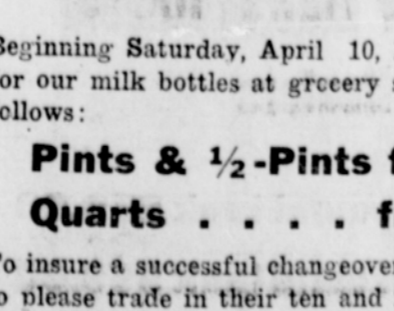 Beginning Saturday, April 10,
or our milk bottles at grocery
ollows:
Pints & ½-Pints f
Quarts . . . . f
o insure a successful changeover
o please trade in their ten and